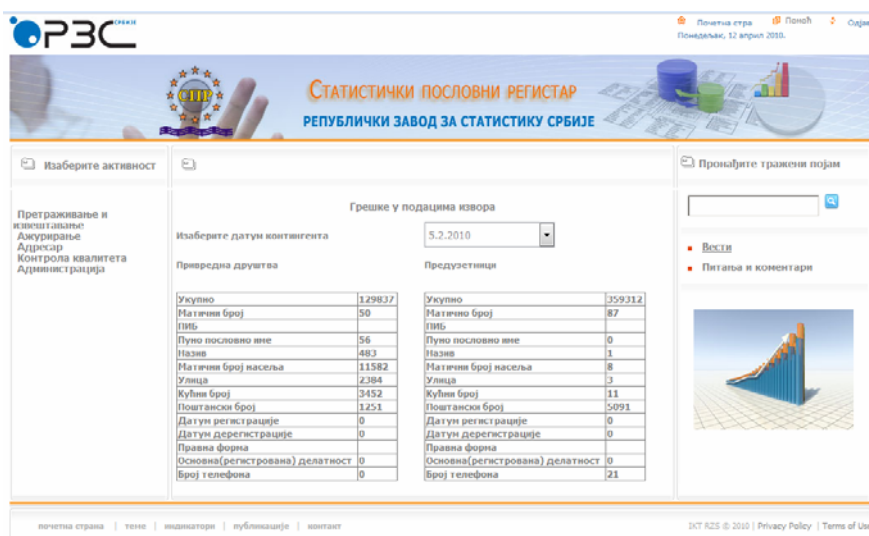 РЗС СРБИЈЕ
Почетна стра Помоћ Одјав
Понедељак, 12 април 2010.
СПР
СТАТИСТИЧКИ ПОСЛОВНИ РЕГИСТАР
РЕПУБЛИЧКИ ЗАВОД ЗА СТАТИСТИКУ СРБИЈЕ
Изаберите активност
Пронађите тражени појам
Претраживање и
извештавање
Ажурирање
Адресар
Контрола квалитета
Администрација
Грешке у подацима извора
Изаберите датум контингента 5.2.2010
Привредна друштва Предузетници
Укупно 129837 Укупно 359312
Матични број 50 Матично број 87
ПИБ ПИБ
Пуно пословно име 56 Пуно пословно име 0
Назив 483 Назив 1
Матични број насеља 11582 Матични број насеља 8
Улица 2384 Улица 3
Кућни број 3452 Кућни број 11
Поштански број 1251 Поштански број 5091
Датум регистрације 0 Датум регистрације 0
Датум дерегистрације 0 Датум дерегистрације 0
Правна форма Правна форма
Основна(регистрована) делатност 0 Основна(регистрована) делатност 0
Број телефона 0 Број телефона 21
Вести
Питања и коментари
почетна страна | теме | индикатори | публикације | контакт
IKT RZS © 2010 | Privacy Policy | Terms of Use